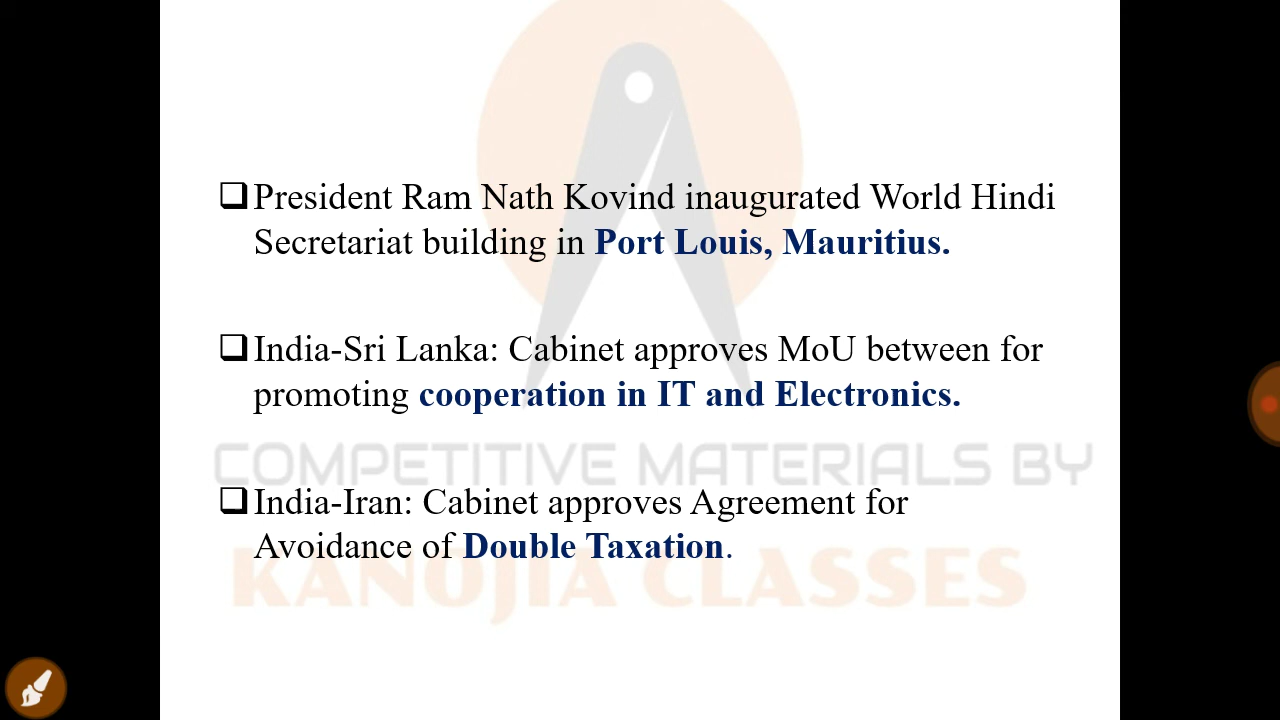 ❑President Ram Nath Kovind inaugurated World Hindi
Secretariat building in Port Louis, Mauritius.
❑India-Sri Lanka: Cabinet approves MoU between for
promoting cooperation in IT and Electronics.
COMPETITIVE MATERIALS BY
❑India-Iran: Cabinet approves Agreement for
Avoidance of Double Taxation.
KANOJIA CLASSES